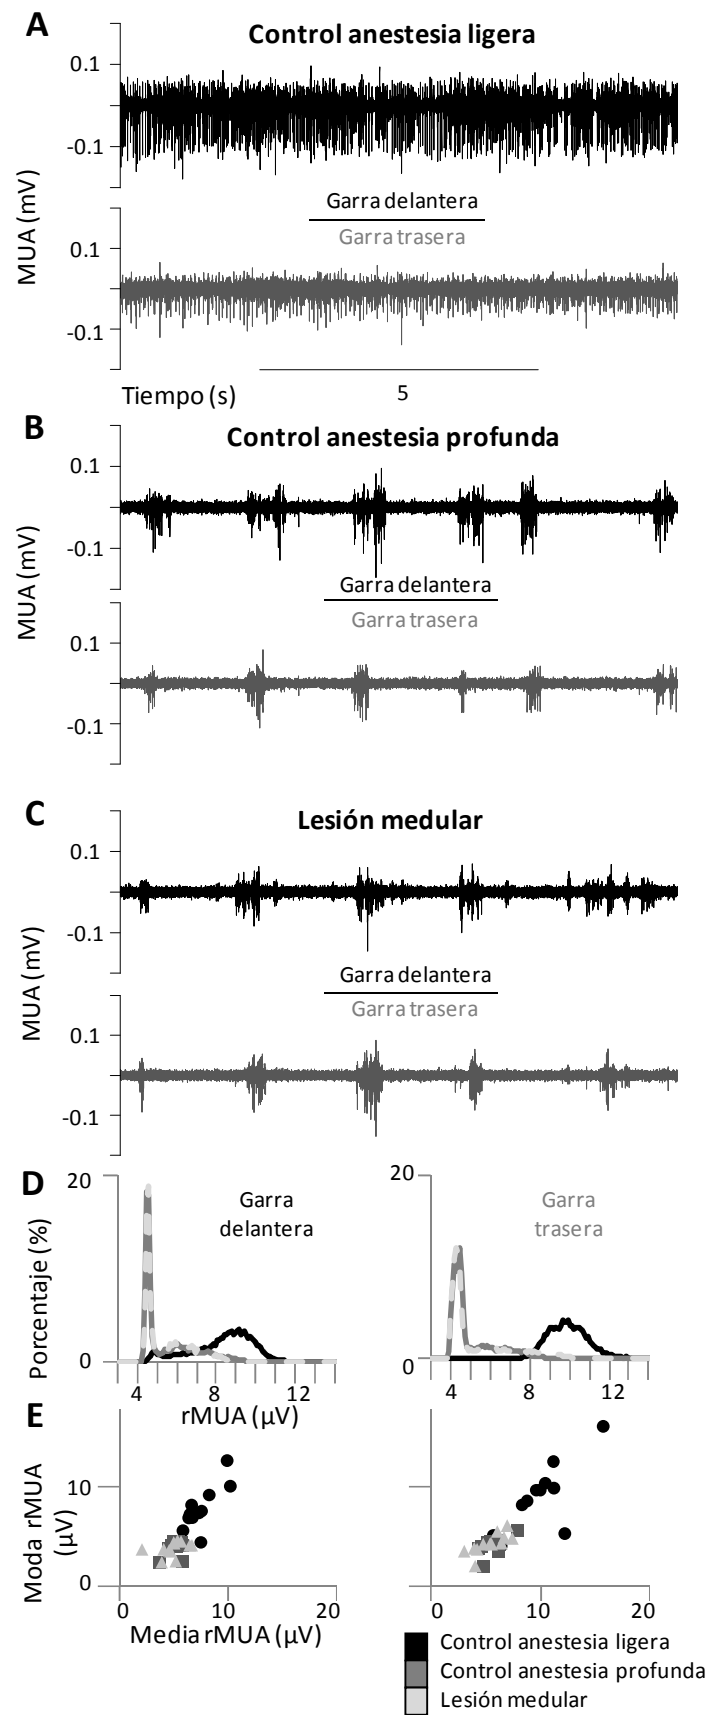 A
Control anestesia ligera
0.1
-0.1
MUA (mV)
Garra delantera
Garra trasera
0.1
-0.1
Tiempo (s)
5
B
Control anestesia profunda
0.1
-0.1
MUA (mV)
Garra delantera
Garra trasera
0.1
-0.1
C
Lesión medular
0.1
-0.1
MUA (mV)
Garra delantera
Garra trasera
0.1
-0.1
D
20
Garra
delantera
Porcentaje (%)
0
4
8
12
rMUA (µV)
20
Garra
trasera
0
4
8
12
E
Moda rMUA
(µV)
10
0
0
10
20
Media rMUA (µV)
0
10
20
Control anestesia ligera
Control anestesia profunda
Lesión medular